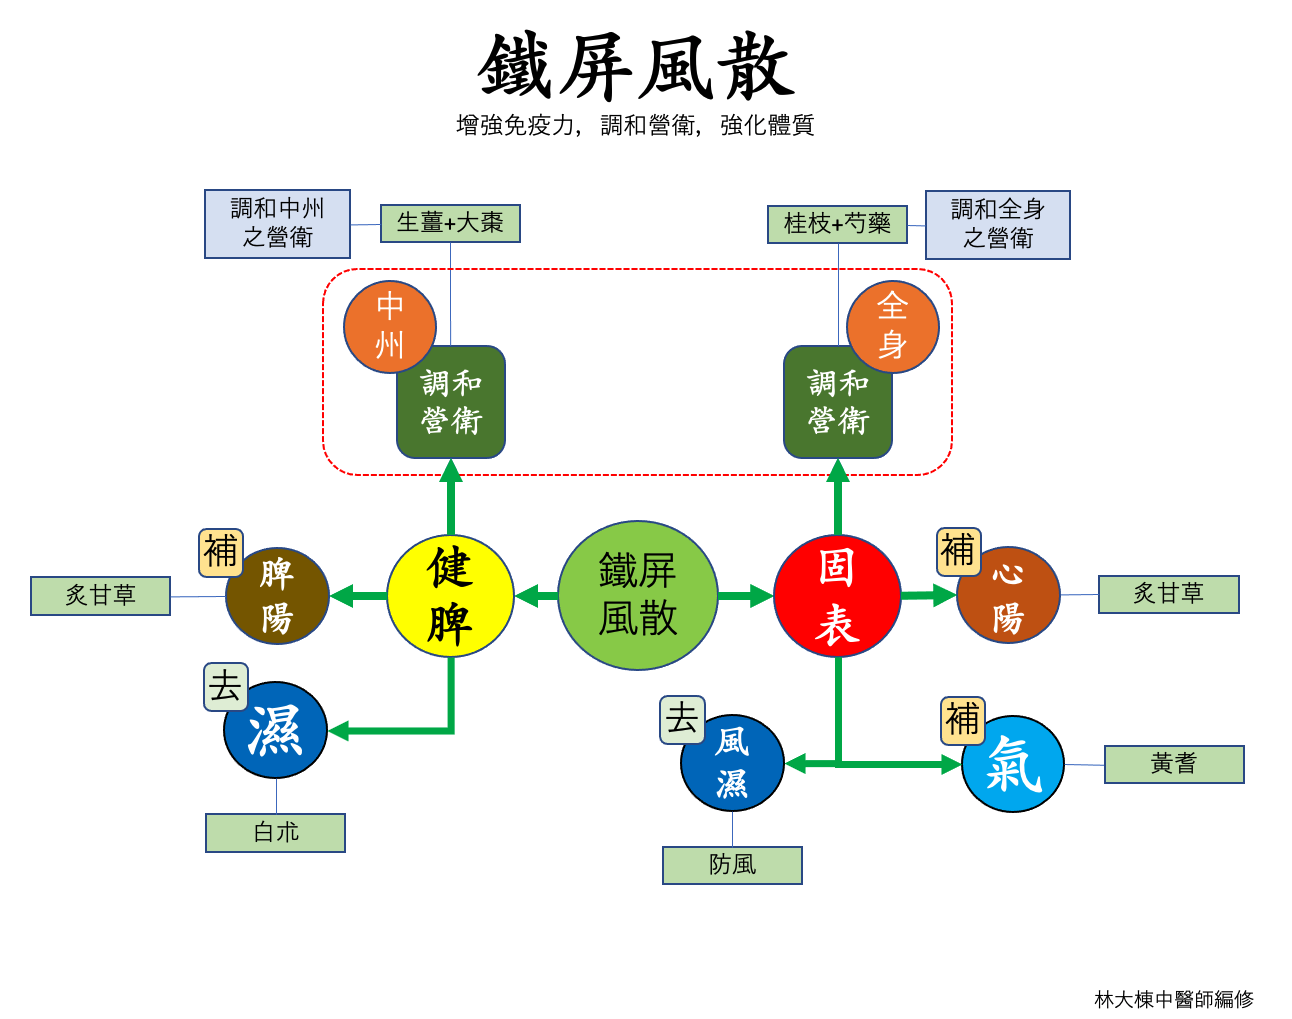 鐵屏風散
增強免疫力，調和營衛，強化體質
調和中州
之營衛
生薑+大棗
桂枝+芍藥
調和全身
之營衛
中
州
全
身
調和
營衛
調和
營衛
補
脾
陽
健
脾
鐵屏
風散
固
表
補
心
陽
炙甘草
炙甘草
去
濕
去
風
濕
補
氣
黃耆
白朮
防風
林大棟中醫師編修